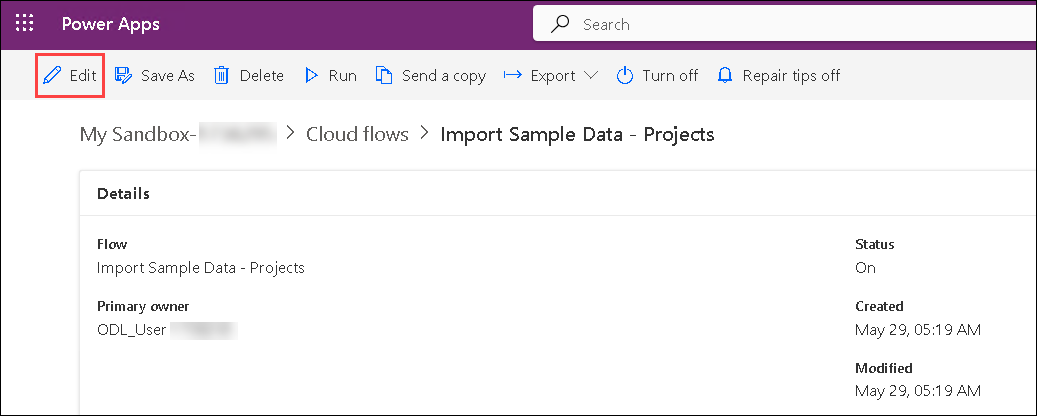 Power Apps
Search
Edit Save As Delete Run Send a copy Export Turn off Repair tips off
My Sandbox- Cloud flows Import Sample Data - Projects
Details
Flow
Import Sample Data - Projects
Primary owner
ODL_User
Status
On
Created
May 29, 05:19 AM
Modified
May 29, 05:19 AM